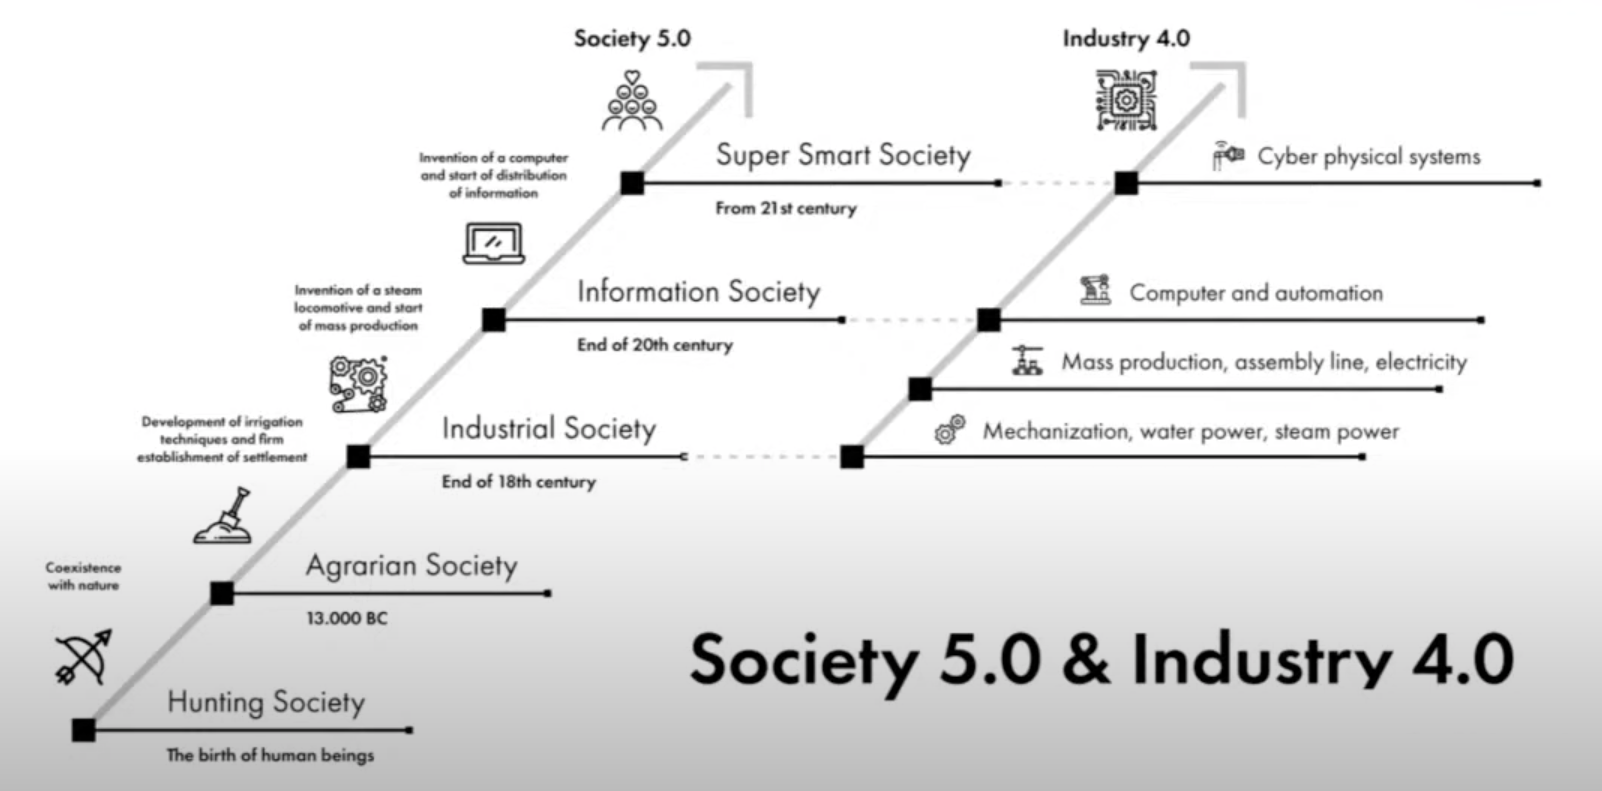 Society 5.0
Industry 4.0
Invention of a computer
and start of distribution
of information
Super Smart Society
From 21st century
Cyber physical systems
Invention of a steam
locomotive and start
of mass production
Information Society
End of 20th century
Computer and automation
Mass production, assembly line, electricity
Development of irrigation
techniques and firm
establishment of settlement
Industrial Society
End of 18th century
Mechanization, water power, steam power
Coexistence
with nature
Agrarian Society
13.000 BC
Hunting Society
The birth of human beings
Society 5.0 & Industry 4.0